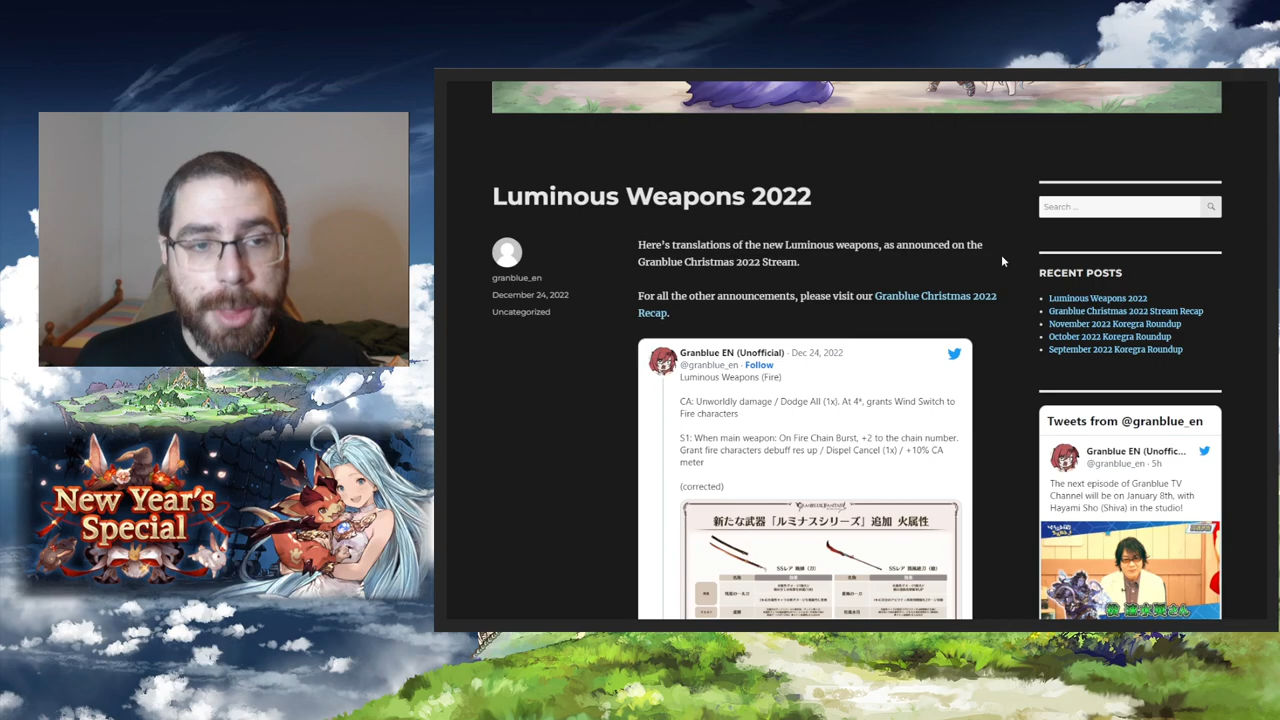 Luminous Weapons 2022
granblue_en
December 24, 2022
Uncategorized
Here's translations of the new Luminous weapons, as announced on the
Granblue Christmas 2022 Stream.
For all the other announcements, please visit our Granblue Christmas 2022
Recap.
Granblue EN (Unofficial) · Dec 24, 2022
@granblue_en · Follow
Luminous Weapons (Fire)
CA: Unworldly damage / Dodge All (1x). At 4*, grants Wind Switch to
Fire characters
S1: When main weapon: On Fire Chain Burst, +2 to the chain number.
Grant fire characters debuff res up / Dispel Cancel (1x) / +10% CA
meter
(corrected)
GRANBLUE FANTASY
新たな武器『ルミナスシリーズ』追加 火属性
Search ...
RECENT POSTS
Luminous Weapons 2022
Granblue Christmas 2022 Stream Recap
November 2022 Koregra Roundup
October 2022 Koregra Roundup
September 2022 Koregra Roundup
Tweets from @granblue_en
Granblue EN (Unoffic...
@granblue_en · 5h
The next episode of Granblue TV
Channel will be on January 8th, with
Hayami Sho (Shiva) in the studio!
New Year's
Special